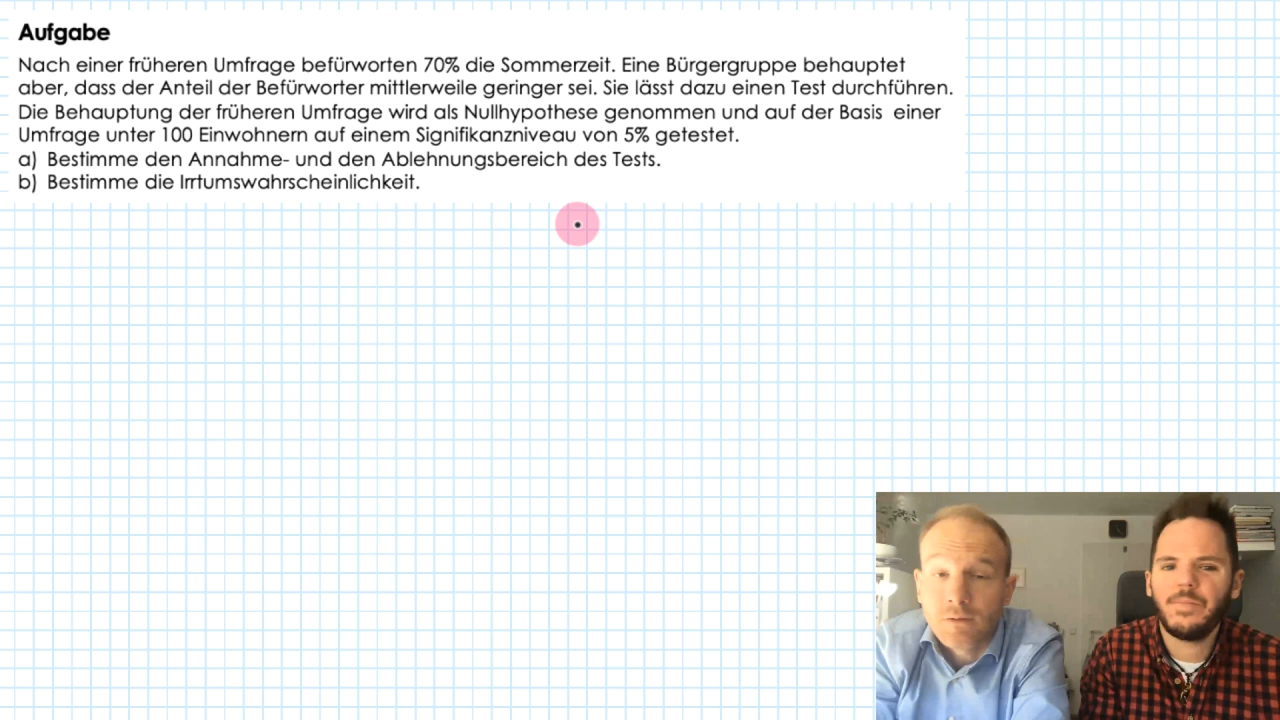 Aufgabe
Nach einer früheren Umfrage befürworten 70% die Sommerzeit. Eine Bürgergruppe behauptet
aber, dass der Anteil der Befürworter mittlerweile geringer sei. Sie lässt dazu einen Test durchführen.
Die Behauptung der früheren Umfrage wird als Nullhypothese genommen und auf der Basis einer
Umfrage unter 100 Einwohnern auf einem Signifikanzniveau von 5% getestet.
a) Bestimme den Annahme- und den Ablehnungsbereich des Tests.
b) Bestimme die Irrtumswahrscheinlichkeit.